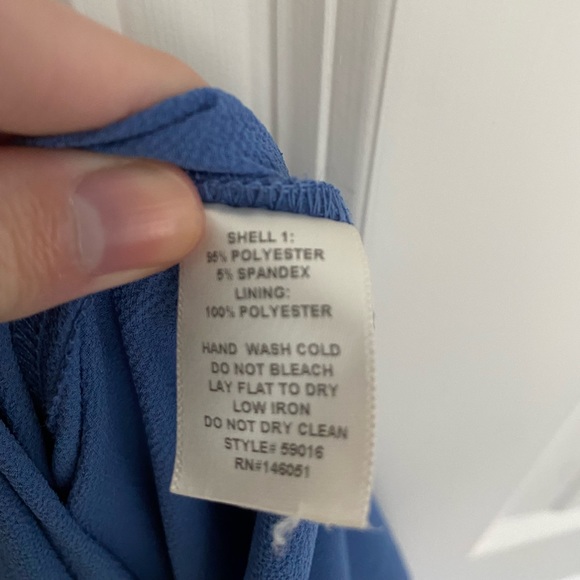 SHELL 1:
95% POLYESTER
5% SPANDEX
LINING:
100% POLYESTER
HAND WASH COLD
DO NOT BLEACH
LAY FLAT TO DRY
LOW IRON
DO NOT DRY CLEAN
STYLE# 59016
RN#146051